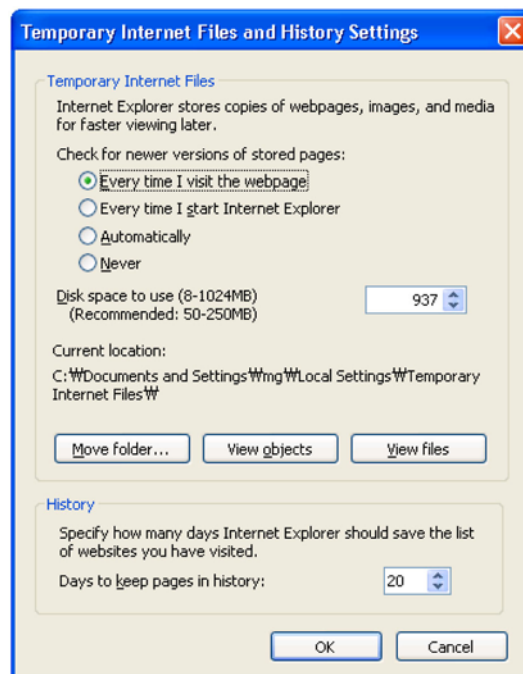 Temporary Internet Files and History Settings
Temporary Internet Files
Internet Explorer stores copies of webpages, images, and media
for faster viewing later.
Check for newer versions of stored pages:
Every time I visit the webpage
Every time I start Internet Explorer
Automatically
Never
Disk space to use (8-1024MB)
937
(Recommended: 50-250MB)
Current location:
C:₩Documents and Settings₩mg₩Local Settings₩Temporary
Internet Files₩
Move folder... View objects View files
History
Specify how many days Internet Explorer should save the list
of websites you have visited.
Days to keep pages in history: 20
OK Cancel